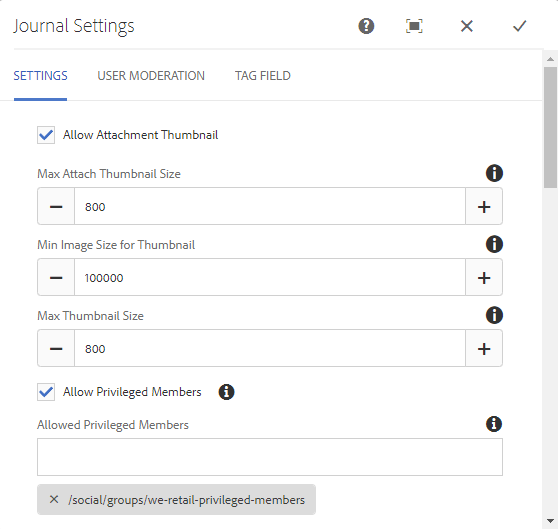 Journal Settings
SETTINGS USER MODERATION TAG FIELD
Allow Attachment Thumbnail
Max Attach Thumbnail Size
800
Min Image Size for Thumbnail
100000
Max Thumbnail Size
800
Allow Privileged Members
Allowed Privileged Members
/social/groups/we-retail-privileged-members